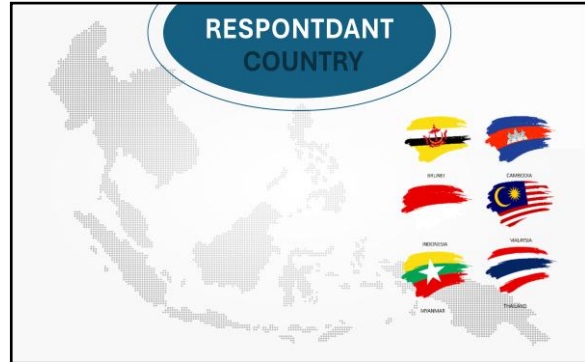 RESPONTDANT
COUNTRY
BRUNEI
CAMBODIA
INDONESIA
MALAYSIA
MYANMAR
THAILAND